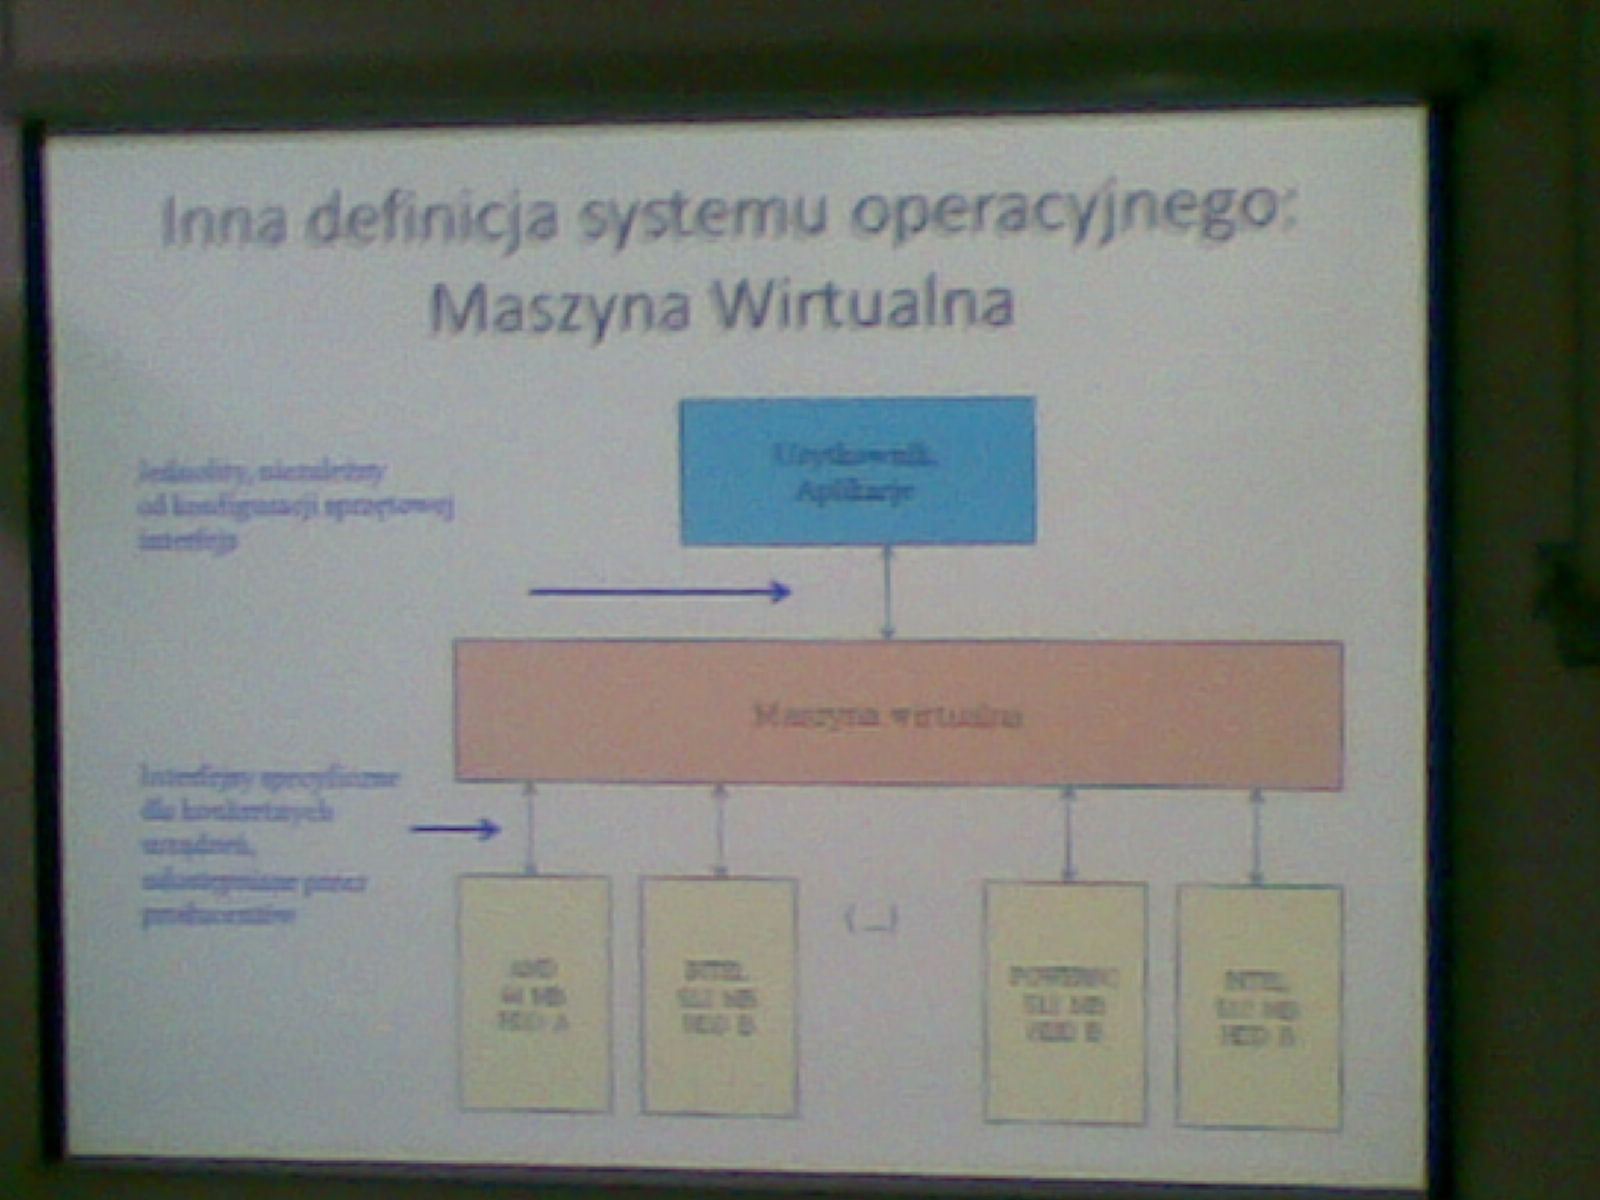 Inna definicja systemu operacyjnego:
Maszyna Wirtualna
Użytkownik,
Aplikacje
Jednolity, niezależny
od konfiguracji sprzętowej
interfejs
Maszyna wirtualna
Interfejsy specyficzne
dla konkretnych
urządzeń,
udostępniane przez
producentów
AMD
64 MB
HDD A
INTEL
512 MB
HDD B
(...)
POWERPC
512 MB
HDD B
INTEL
512 MB
HDD B